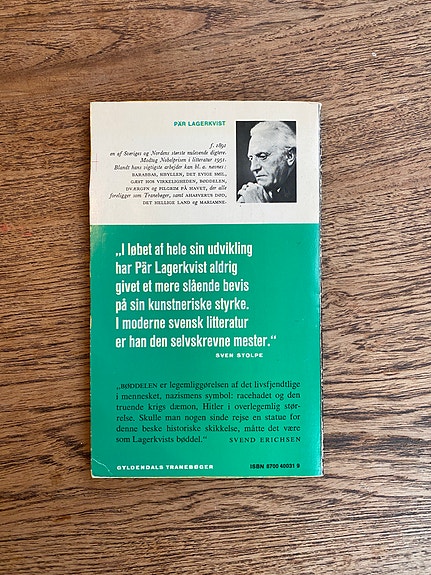 PÄR LAGERKVIST
f. 1891
en af Sveriges og Nordens største nulevende digtere.
Modtog Nobelprisen i litteratur 1951.
Blandt hans vigtigste arbejder kan bl. a. nævnes:
BARABBAS, SIBYLLEN, DET EVIGE SMIL,
GÆST HOS VIRKELIGHEDEN, BØDDELEN,
DVÆRGEN og PILGRIM PÅ HAVET, der alle
foreligger som Tranebøger, samt AHASVERUS DØD,
DET HELLIGE LAND og MARIAMNE.
„I løbet af hele sin udvikling
har Pär Lagerkvist aldrig
givet et mere slående bevis
på sin kunstneriske styrke.
I moderne svensk litteratur
er han den selvskrevne mester.“
SVEN STOLPE
„BØDDELEN er legemliggørelsen af det livsfjendtlige
i mennesket, nazismens symbol: racehadet og den
truende krigs dæmon, Hitler i overlegemlig stør-
relse. Skulle man nogen sinde rejse en statue for
denne beske historiske skikkelse, måtte det være
som Lagerkvists bøddel.“ SVEND ERICHSEN
GYLDENDALS TRANEBØGER ISBN 8700 40031 9